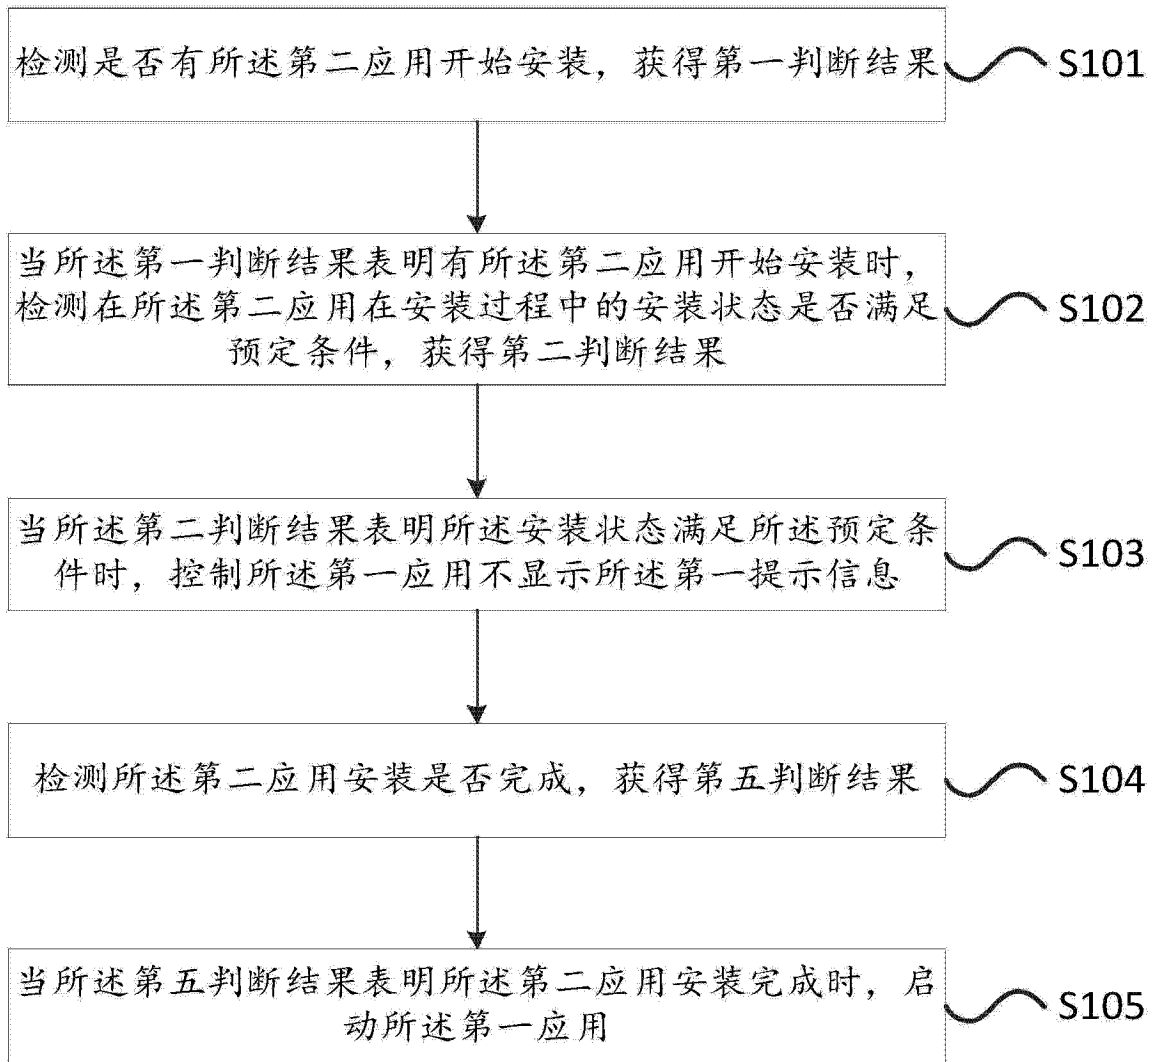 检测是否有所述第二应用开始安装，获得第一判断结果
S101
当所述第一判断结果表明有所述第二应用开始安装时，
检测在所述第二应用在安装过程中的安装状态是否满足
预定条件，获得第二判断结果
S102
当所述第二判断结果表明所述安装状态满足所述预定条
件时，控制所述第一应用不显示所述第一提示信息
S103
检测所述第二应用安装是否完成，获得第五判断结果
S104
当所述第五判断结果表明所述第二应用安装完成时，启
动所述第一应用
S105